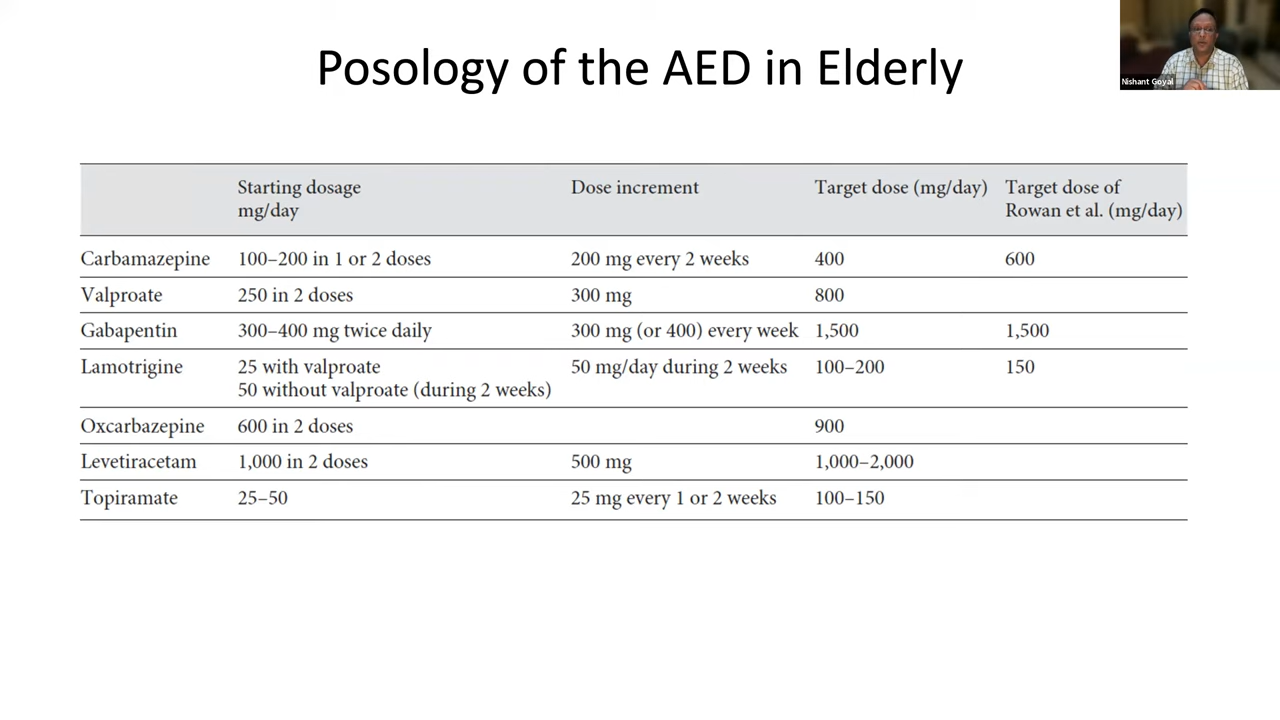 Posology of the AED in Elderly
Nishant Goyal
Starting dosage mg/day Dose increment Target dose (mg/day) Target dose of Rowan et al. (mg/day)
Carbamazepine 100–200 in 1 or 2 doses 200 mg every 2 weeks 400 600
Valproate 250 in 2 doses 300 mg 800
Gabapentin 300–400 mg twice daily 300 mg (or 400) every week 1,500 1,500
Lamotrigine 25 with valproate 50 mg/day during 2 weeks 100–200 150
50 without valproate (during 2 weeks)
Oxcarbazepine 600 in 2 doses 900
Levetiracetam 1,000 in 2 doses 500 mg 1,000–2,000
Topiramate 25–50 25 mg every 1 or 2 weeks 100–150